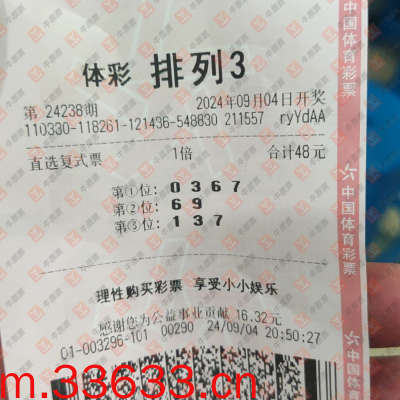 体彩 排列3
第 24238期 2024年09月04日开奖
110330-118261-121436-548830 211557 ryYdAA
直选复式票 1倍 合计48元
第①位: 0 3 6 7
第②位: 6 9
第③位: 1 3 7
理性购买彩票 享受小小娱乐
感谢您为公益事业贡献 16.32元
01-003296-101 00290 24/09/04 20:50:27
m.33633.cn
中国体育彩票
中国体育彩票